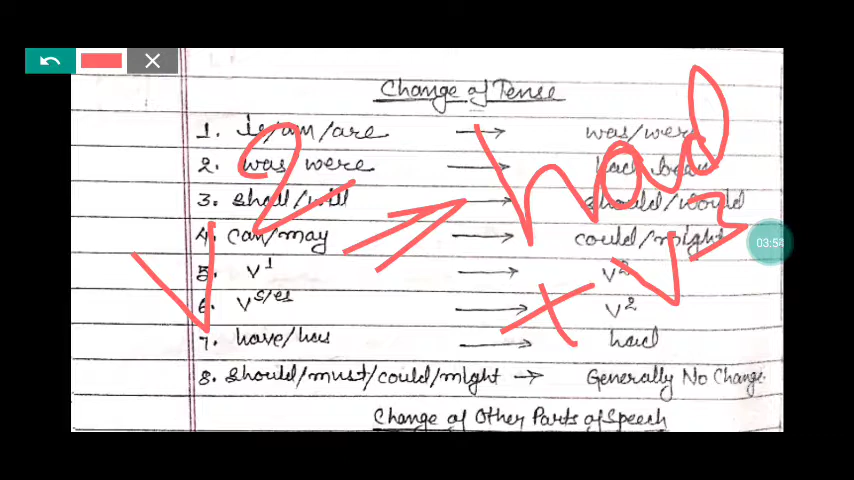 Change of Tense
1. is/am/are → was/were
2. was/were → had been
3. shall/will → should/would
4. can/may → could/might
5. V1 → V2
6. Vs/es → V2
7. have/has → had
8. should/must/could/might → Generally No Change.
Change of Other Parts of Speech
V2 ⇒ had + V3
03:54